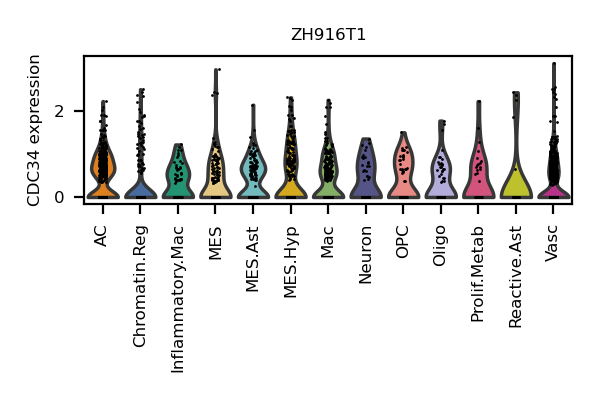 ZH916T1
CDC34 expression
2
0
AC
Chromatin.Reg
Inflammatory.Mac
MES
MES.Ast
MES.Hyp
Mac
Neuron
OPC
Oligo
Prolif.Metab
Reactive.Ast
Vasc